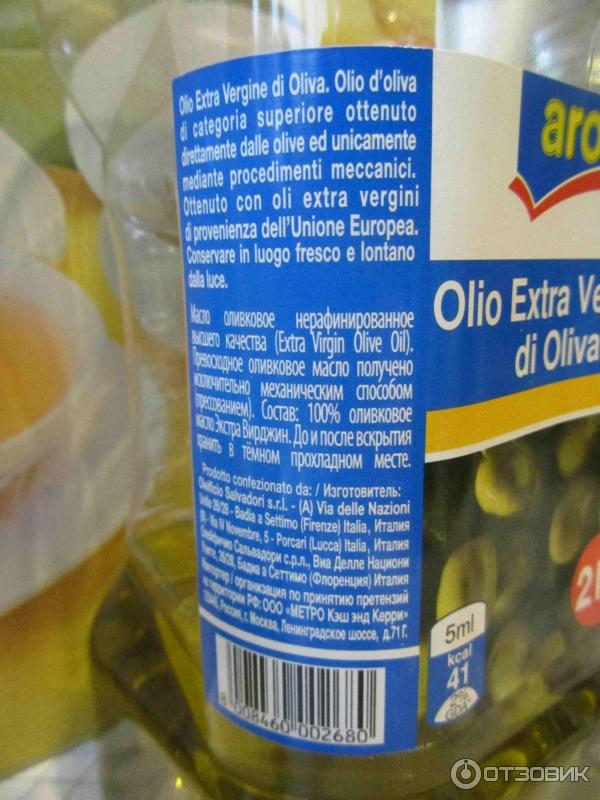 Olio Extra Vergine di Oliva. Olio d'oliva
di categoria superiore ottenuto
direttamente dalle olive ed unicamente
mediante procedimenti meccanici.
Ottenuto con oli extra vergini
di provenienza dell'Unione Europea.
Conservare in luogo fresco e lontano
dalla luce.
Масло оливковое нерафинированное
высшего качества (Extra Virgin Olive Oil).
Превосходное оливковое масло получено
исключительно механическим способом
(прессованием). Состав: 100% оливковое
масло Экстра Вирджин. До и после вскрытия
хранить в тёмном прохладном месте.
Prodotto confezionato da: / Изготовитель:
Oleificio Salvadori s.r.l. - (A) Via delle Nazioni
Unite 26/28 - Badia a Settimo (Firenze) Italia, Италия
- Via IV Novembre, 5 - Porcari (Lucca) Italia, Италия
Сальвадори с.р.л., Виа Делле Национи
Уните, 26/28, Бадиа а Сеттимо (Флоренция) Италия
Импортер / организация по принятию претензий
на территории РФ: ООО «МЕТРО Кэш энд Керри»
Россия, г. Москва, Ленинградское шоссе, д.71 Г.
8 008460 002680
aro
Olio Extra Ve
di Oliva
2
5ml
kcal
41
2%
GDA*
ОТЗОВИК